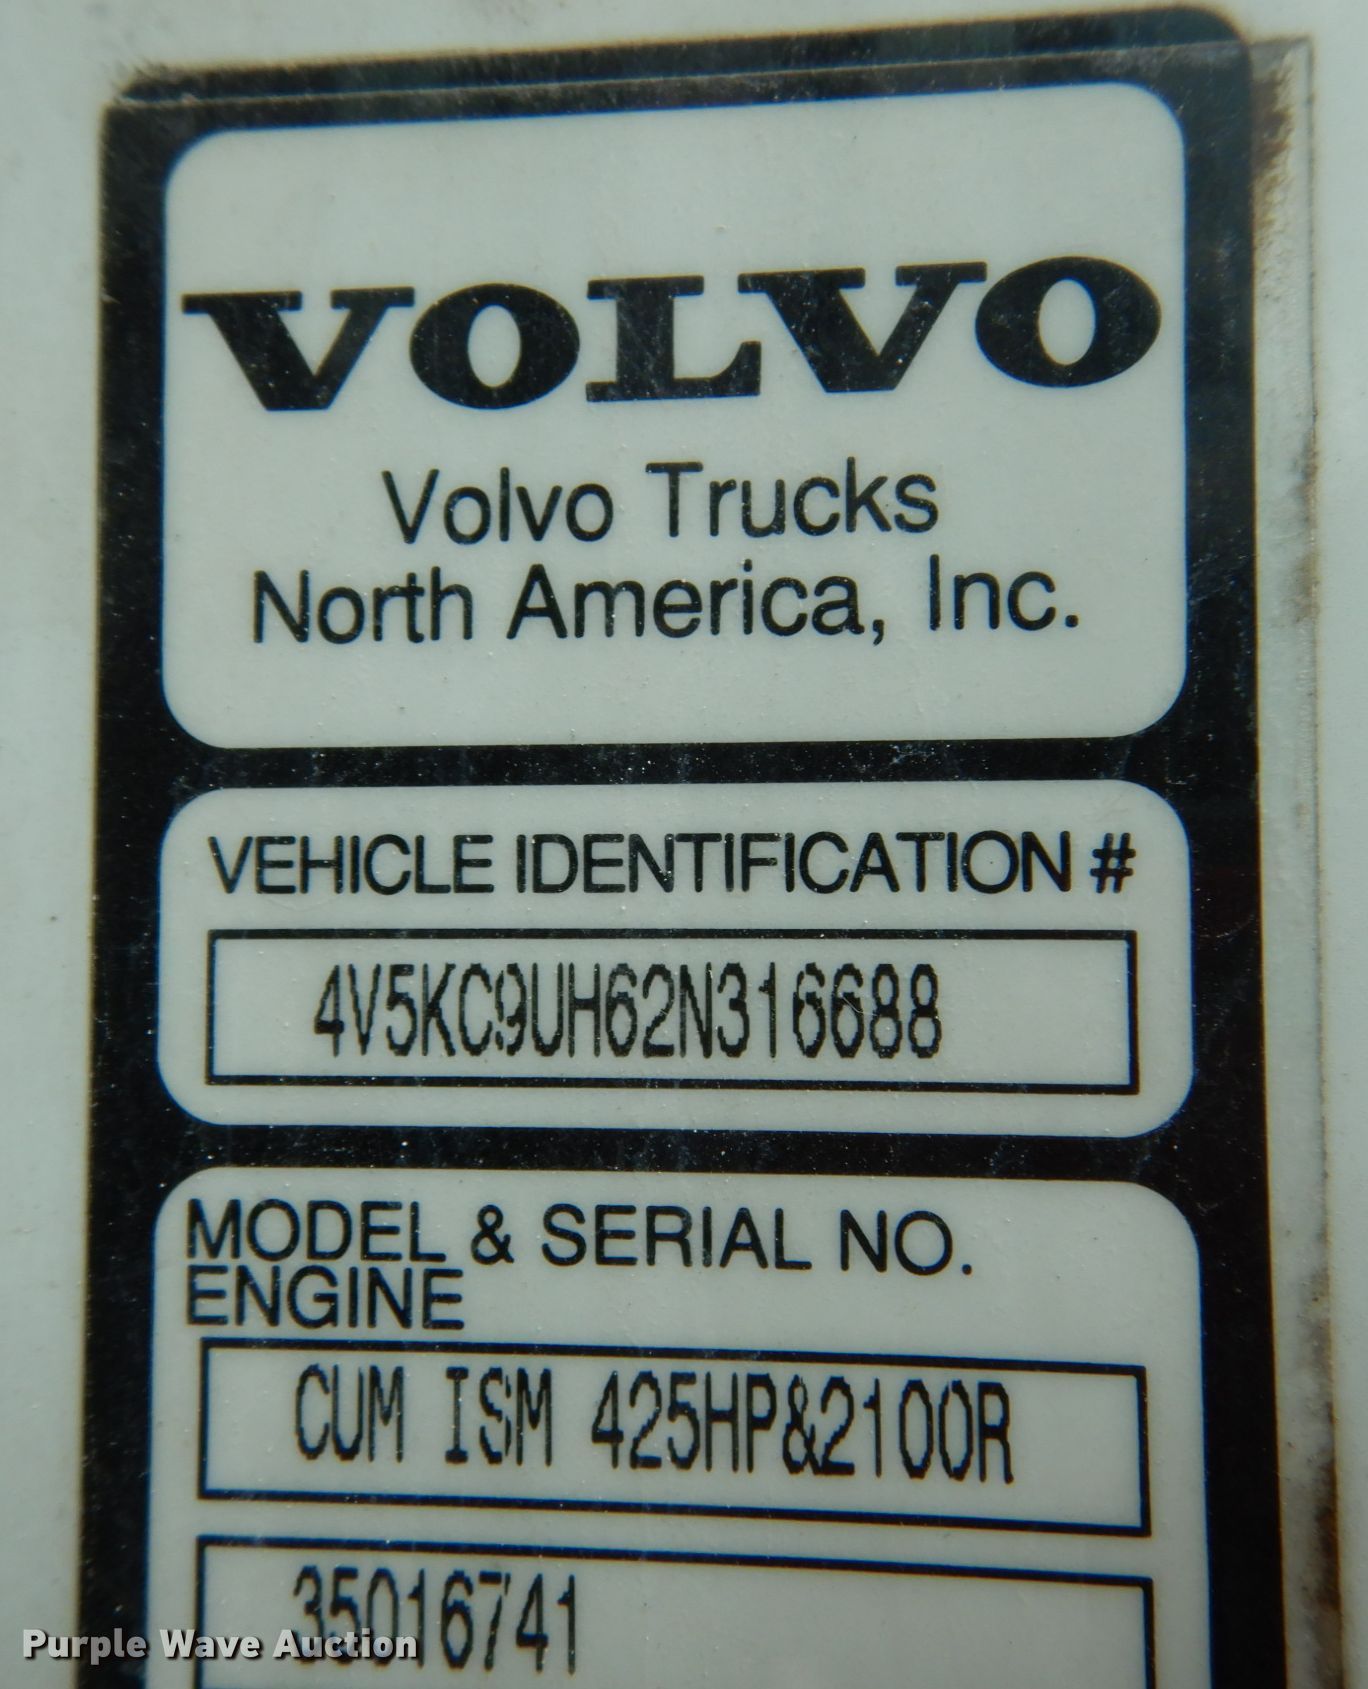 VOLVO
Volvo Trucks
North America, Inc.
VEHICLE IDENTIFICATION #
4V5KC9UH62N316688
MODEL & SERIAL NO.
ENGINE
CUM ISM 425HP&2100R
35016741
Purple Wave Auction